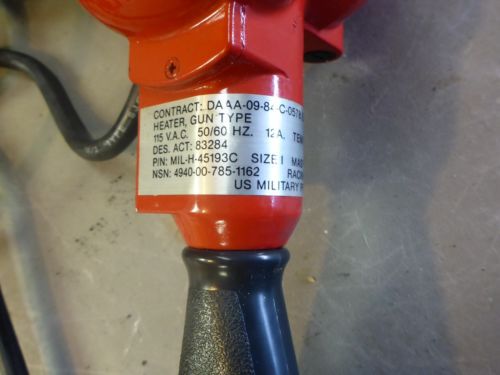 CONTRACT: DAAA-09-84-C-0578
HEATER, GUN TYPE
115 V.A.C. 50/60 HZ. 12A.
DES. ACT: 83284
P/N: MIL-H-45193C SIZE I
NSN: 4940-00-785-1162
US MILITARY